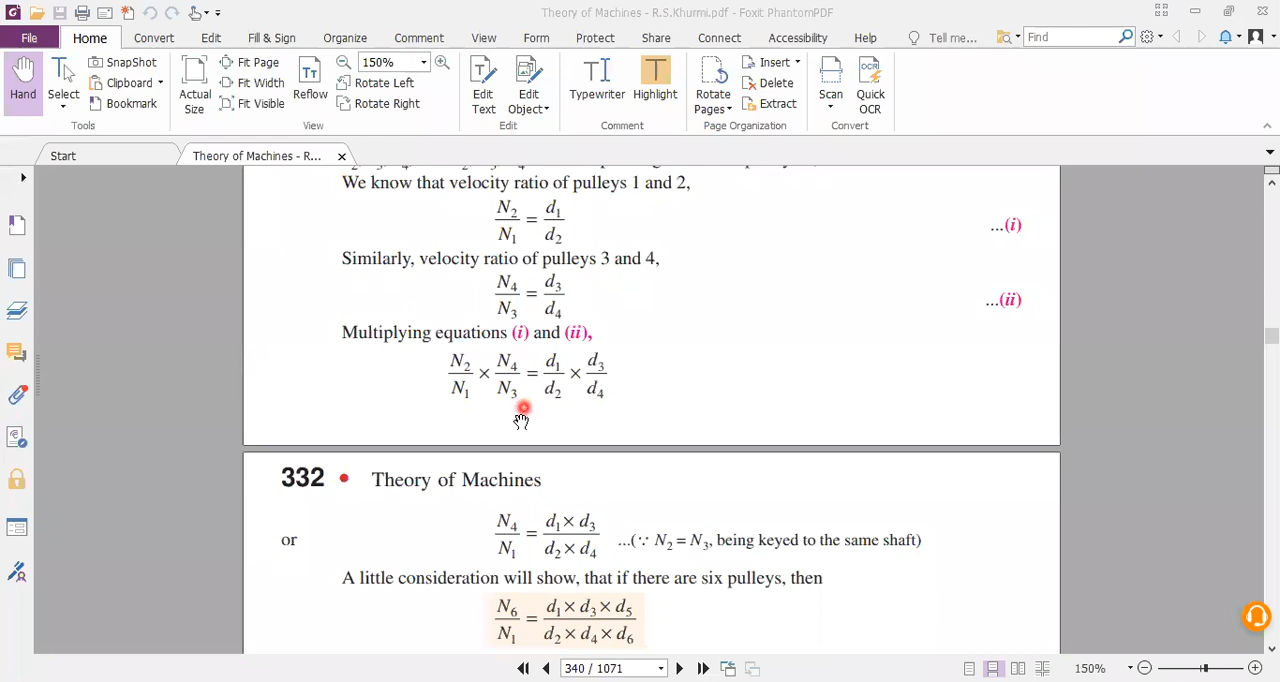 Theory of Machines - R.S.Khurmi.pdf - Foxit PhantomPDF
File Home Convert Edit Fill & Sign Organize Comment View Form Protect Share Connect Accessibility Help Tell me... Find
Hand
Select
SnapShot
Clipboard
Bookmark
Tools
Actual Size
Fit Page
Fit Width
Fit Visible
Reflow
150%
Rotate Left
Rotate Right
View
Edit Text
Edit Object
Edit
Typewriter
Highlight
Comment
Rotate Pages
Insert
Delete
Extract
Page Organization
Scan
Quick OCR
Convert
Start
Theory of Machines - R...
We know that velocity ratio of pulleys 1 and 2,
N₂/N₁ = d₁/d₂ ...(i)
Similarly, velocity ratio of pulleys 3 and 4,
N₄/N₃ = d₃/d₄ ...(ii)
Multiplying equations (i) and (ii),
N₂/N₁ × N₄/N₃ = d₁/d₂ × d₃/d₄
332 • Theory of Machines
or N₄/N₁ = (d₁ × d₃)/(d₂ × d₄) ...(∵ N₂ = N₃, being keyed to the same shaft)
A little consideration will show, that if there are six pulleys, then
N₆/N₁ = (d₁ × d₃ × d₅)/(d₂ × d₄ × d₆)
340 / 1071
150%